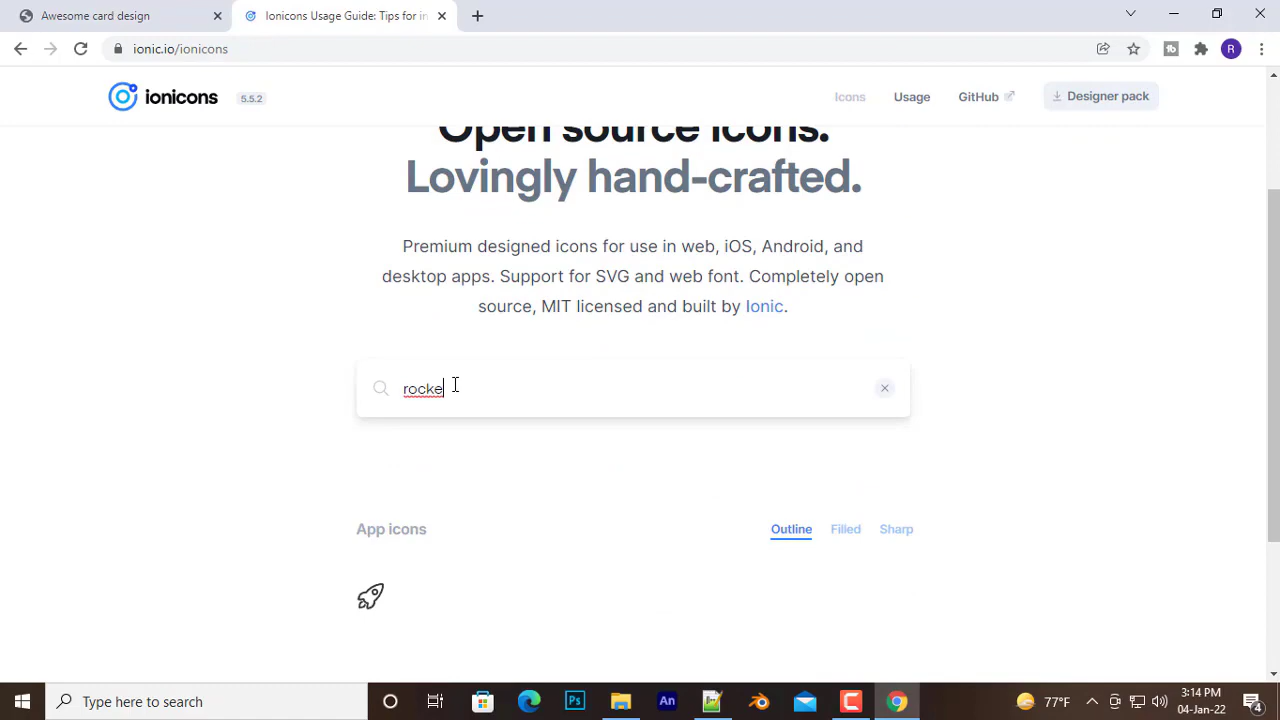 Awesome card design
Ionicons Usage Guide: Tips for in
ionic.io/ionicons
R
ionicons 5.5.2
Icons Usage GitHub Designer pack
Open source icons.
Lovingly hand-crafted.
Premium designed icons for use in web, iOS, Android, and
desktop apps. Support for SVG and web font. Completely open
source, MIT licensed and built by Ionic.
rocke
App icons Outline Filled Sharp
Type here to search
Ps
An
77°F
3:14 PM
04-Jan-22
4